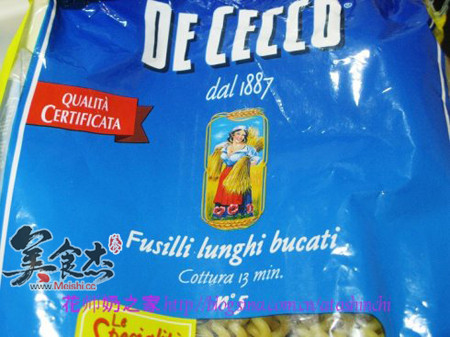 DE CECCO®
dal 1887
QUALITÀ
CERTIFICATA
Fusilli lunghi bucati
Cottura 13 min.
美食杰
www.Meishi.cc
Le
Specialità